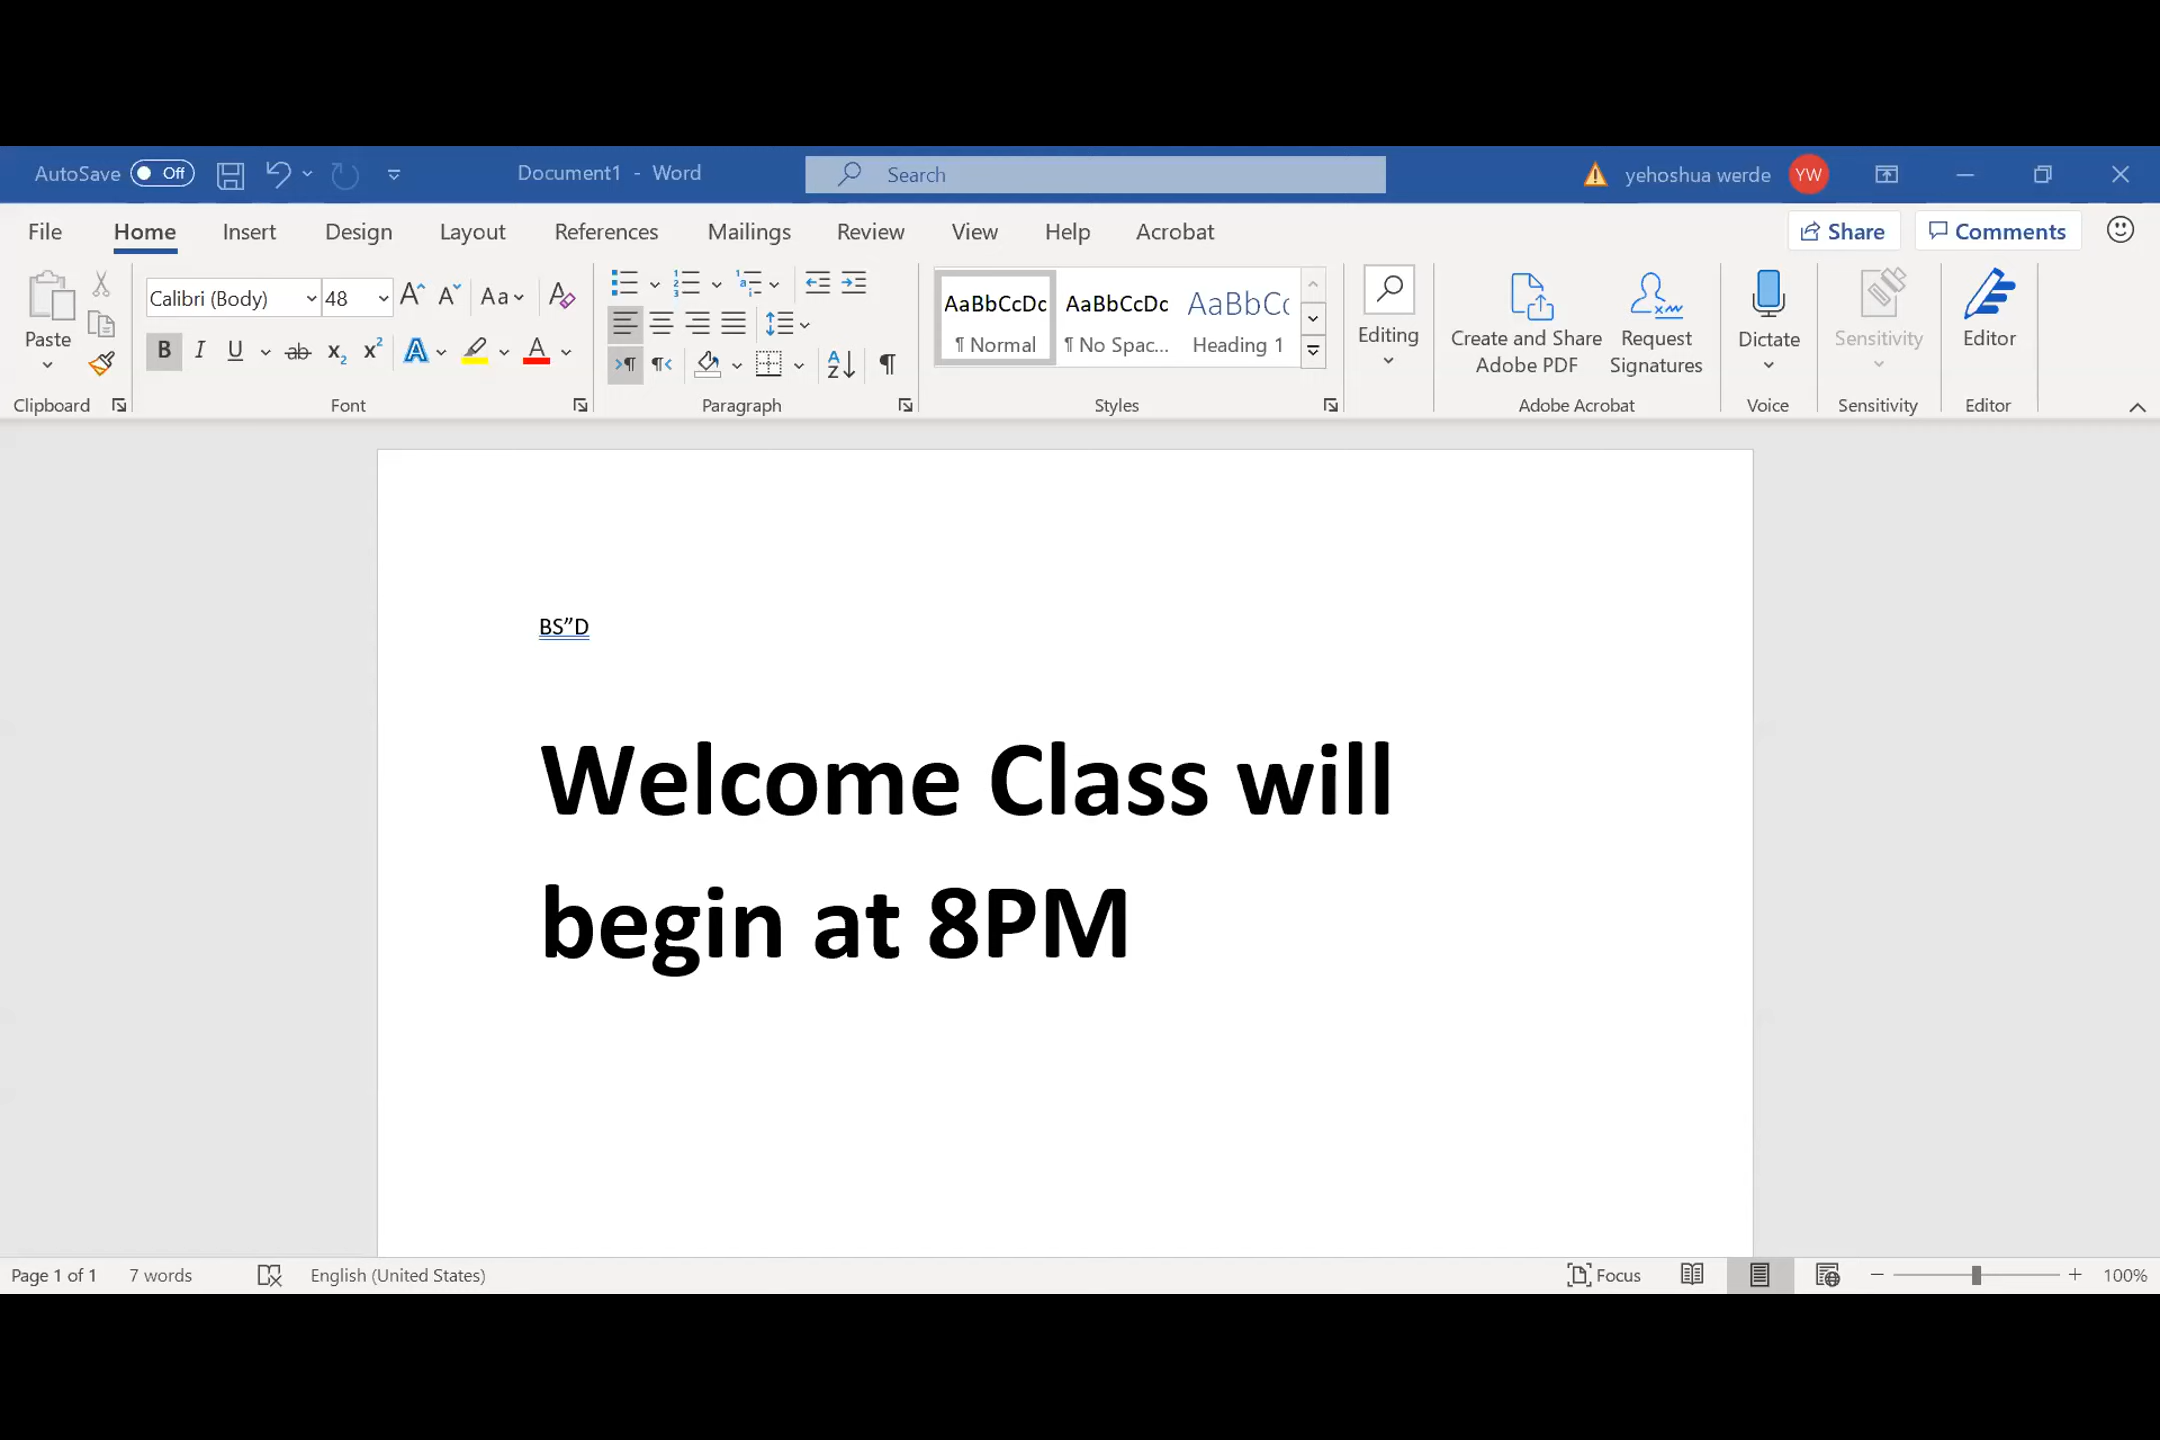 AutoSave Off Document1 - Word Search yehoshua werde YW
File Home Insert Design Layout References Mailings Review View Help Acrobat Share Comments
Paste
Clipboard
Calibri (Body) 48 Aa
B I U ab x₂ x² A A
Font
Paragraph
AaBbCcDc AaBbCcDc AaBbCc
¶ Normal ¶ No Spac... Heading 1
Styles
Editing
Create and Share Request
Adobe PDF Signatures
Adobe Acrobat
Dictate
Voice
Sensitivity
Sensitivity
Editor
Editor
BS”D
Welcome Class will
begin at 8PM
Page 1 of 1 7 words English (United States) Focus 100%